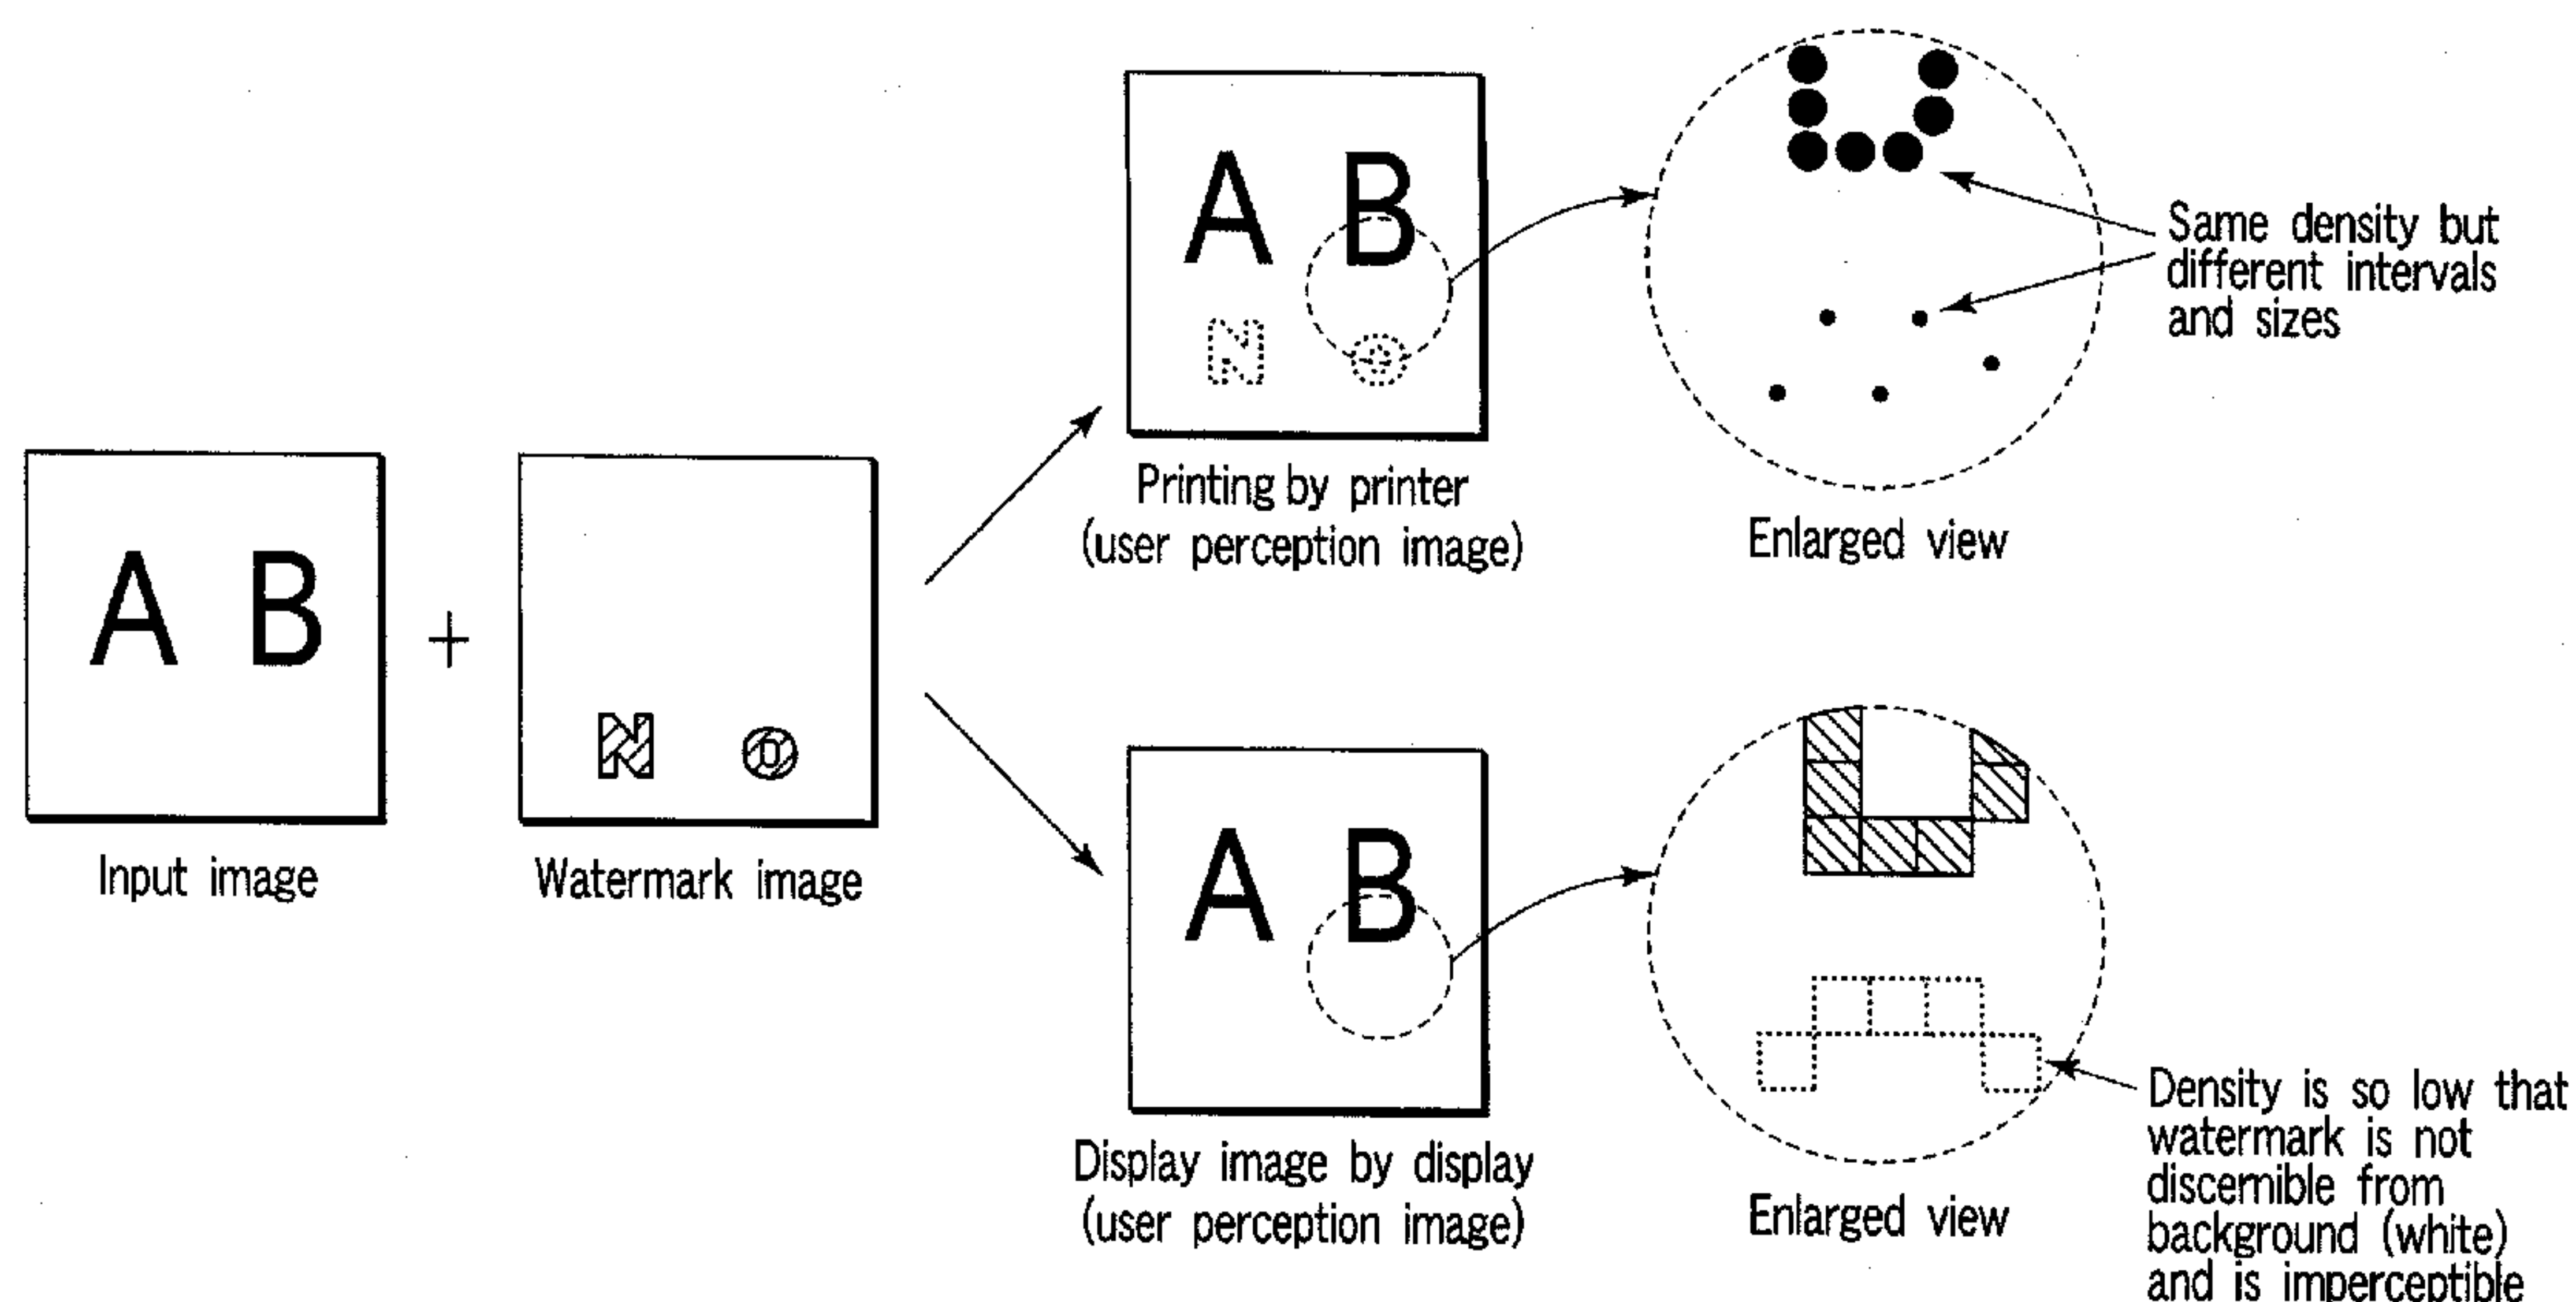 A B
Input image
+
N O
Watermark image
A B
N O
Printing by printer
(user perception image)
Enlarged view
Same density but
different intervals
and sizes
A B
Display image by display
(user perception image)
Enlarged view
Density is so low that
watermark is not
discernible from
background (white)
and is imperceptible